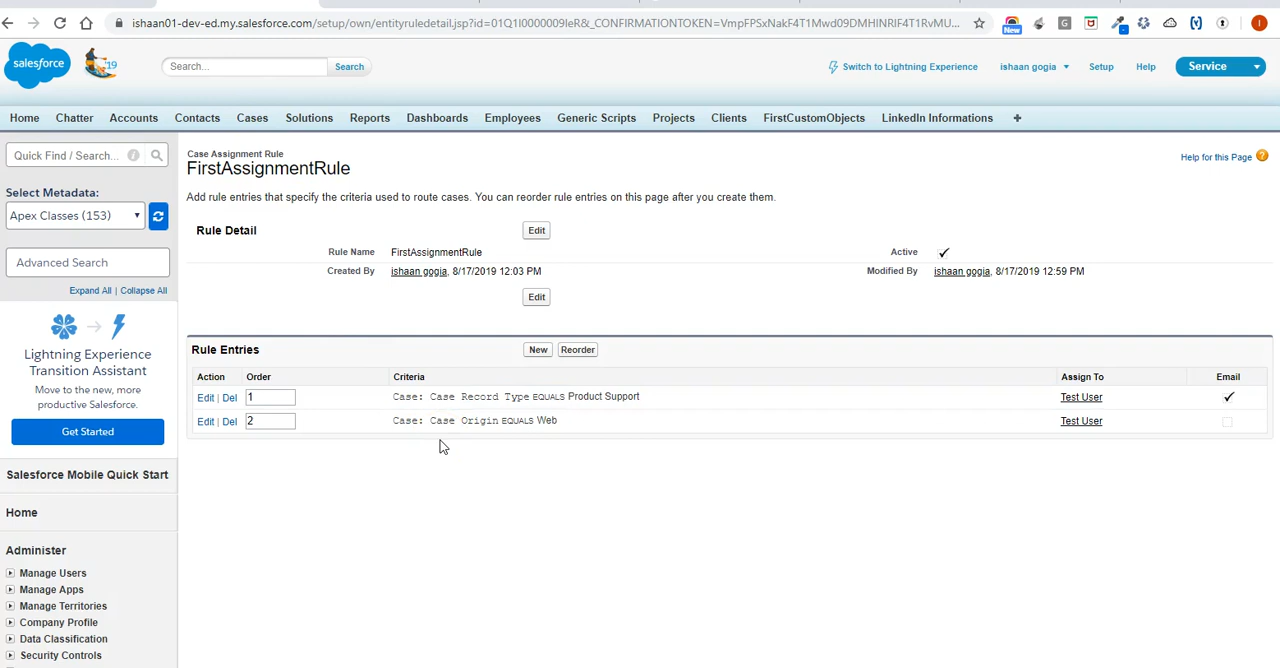 ishaan01-dev-ed.my.salesforce.com/setup/own/entityruledetail.jsp?id=01Q1I0000009IeR&_CONFIRMATIONTOKEN=VmpFPSxNakF4T1Mwd09DMHINRIF4T1RvMU...
New
I
salesforce
'19
Search...
Search
Switch to Lightning Experience
ishaan gogia
Setup
Help
Service
Home
Chatter
Accounts
Contacts
Cases
Solutions
Reports
Dashboards
Employees
Generic Scripts
Projects
Clients
FirstCustomObjects
LinkedIn Informations
+
Quick Find / Search...
Select Metadata:
Apex Classes (153)
Advanced Search
Expand All | Collapse All
Lightning Experience
Transition Assistant
Move to the new, more
productive Salesforce.
Get Started
Salesforce Mobile Quick Start
Home
Administer
Manage Users
Manage Apps
Manage Territories
Company Profile
Data Classification
Security Controls
Case Assignment Rule
FirstAssignmentRule
Help for this Page
Add rule entries that specify the criteria used to route cases. You can reorder rule entries on this page after you create them.
Rule Detail
Edit
Rule Name FirstAssignmentRule
Active
Created By ishaan gogia, 8/17/2019 12:03 PM
Modified By ishaan gogia, 8/17/2019 12:59 PM
Edit
Rule Entries
New
Reorder
Action Order Criteria Assign To Email
Edit | Del 1 Case: Case Record Type EQUALS Product Support Test User
Edit | Del 2 Case: Case Origin EQUALS Web Test User